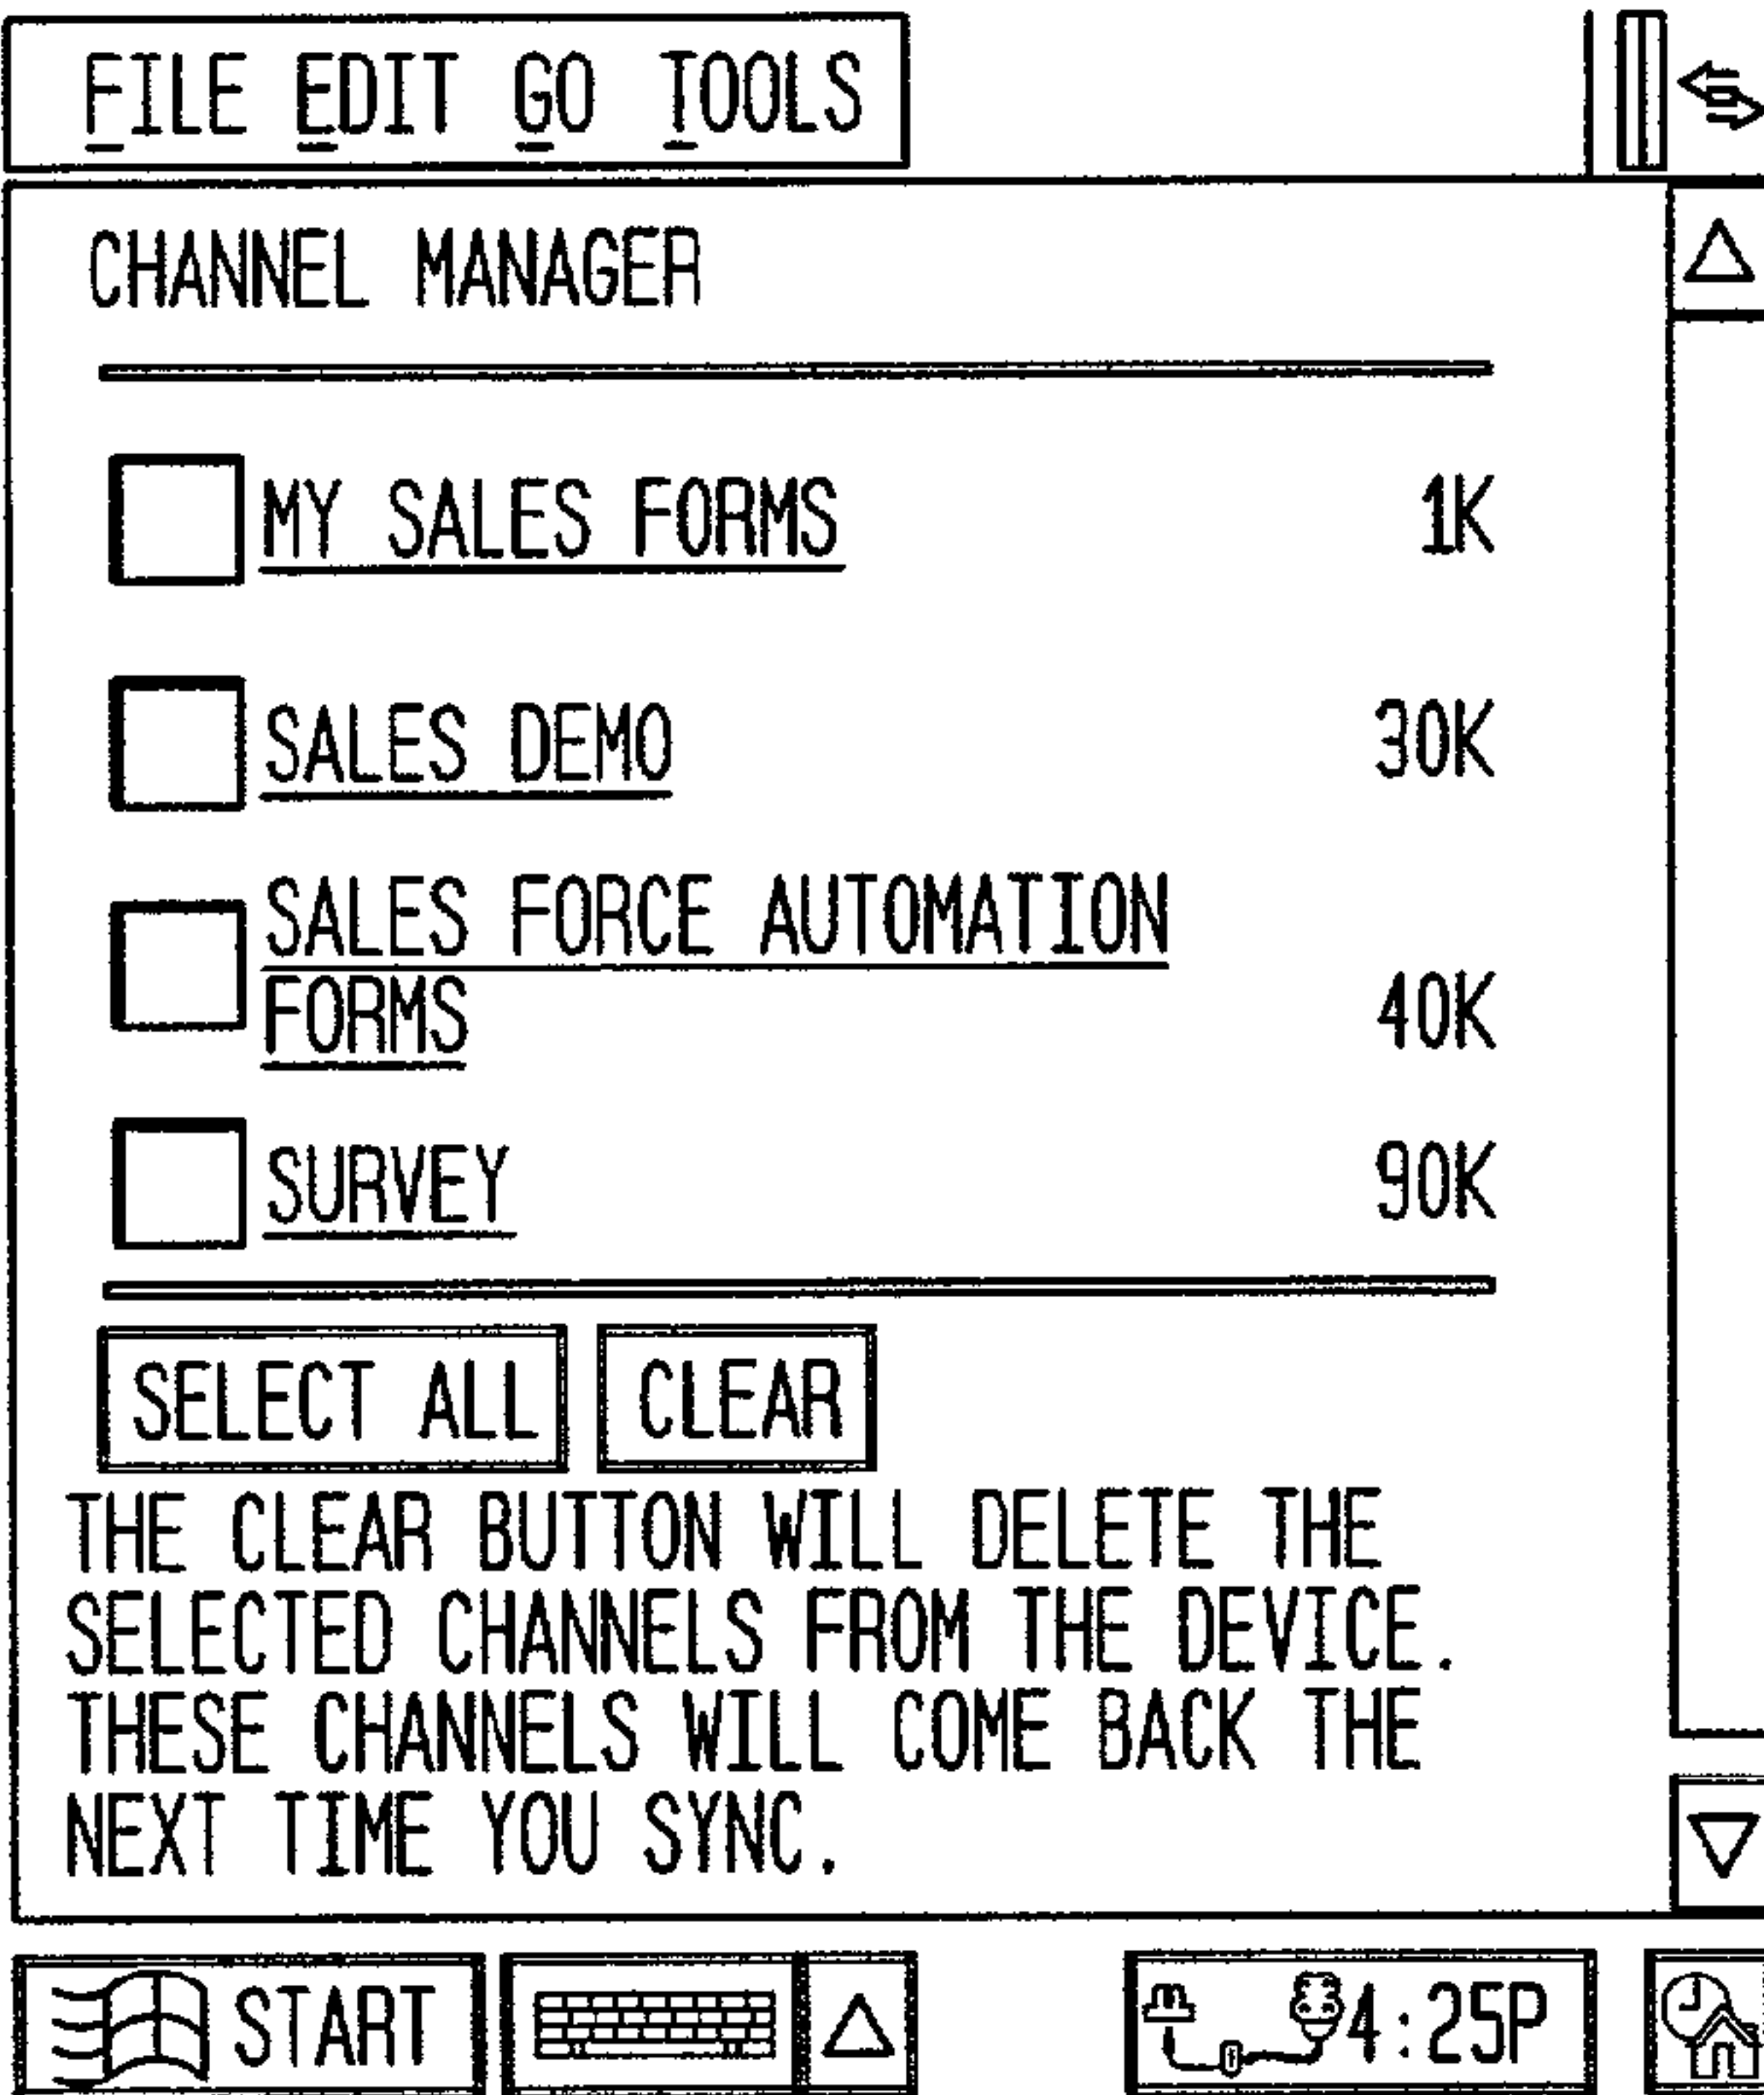 FILE EDIT GO TOOLS
CHANNEL MANAGER
MY SALES FORMS 1K
SALES DEMO 30K
SALES FORCE AUTOMATION
FORMS 40K
SURVEY 90K
SELECT ALL CLEAR
THE CLEAR BUTTON WILL DELETE THE
SELECTED CHANNELS FROM THE DEVICE.
THESE CHANNELS WILL COME BACK THE
NEXT TIME YOU SYNC.
START 4:25P